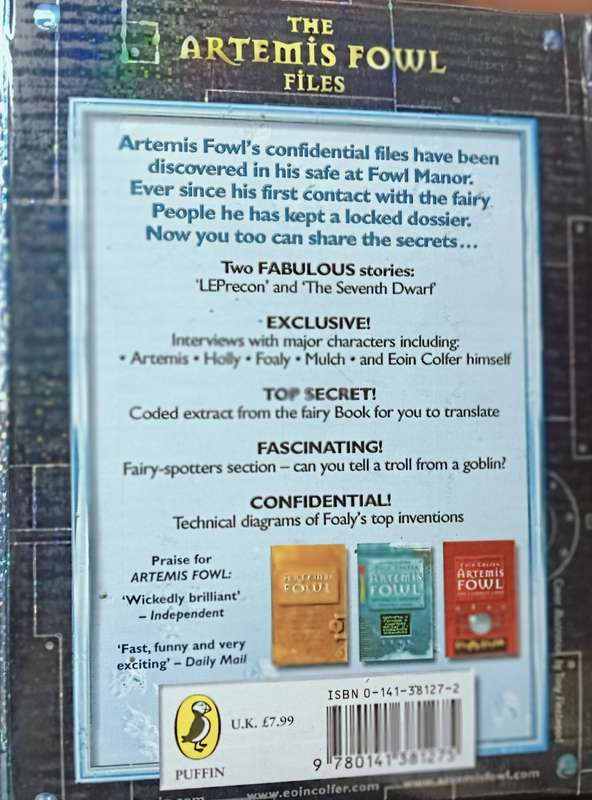 THE
ARTEMIS FOWL
FILES
Artemis Fowl's confidential files have been
discovered in his safe at Fowl Manor.
Ever since his first contact with the fairy
People he has kept a locked dossier.
Now you too can share the secrets...
Two FABULOUS stories:
'LEPrecon' and 'The Seventh Dwarf'
EXCLUSIVE!
Interviews with major characters including:
• Artemis • Holly • Foaly • Mulch • and Eoin Colfer himself
TOP SECRET!
Coded extract from the fairy Book for you to translate
FASCINATING!
Fairy-spotters section – can you tell a troll from a goblin?
CONFIDENTIAL!
Technical diagrams of Foaly's top inventions
Praise for
ARTEMIS FOWL:
'Wickedly brilliant'
– Independent
'Fast, funny and very
exciting' – Daily Mail
ARTEMIS
FOWL
ARTEMIS
FOWL
EOIN COLFER
ARTEMIS
FOWL
PUFFIN
U.K. £7.99
ISBN 0-141-38127-2
9 780141 381275
www.eoincolfer.com
www.artemisfowl.com